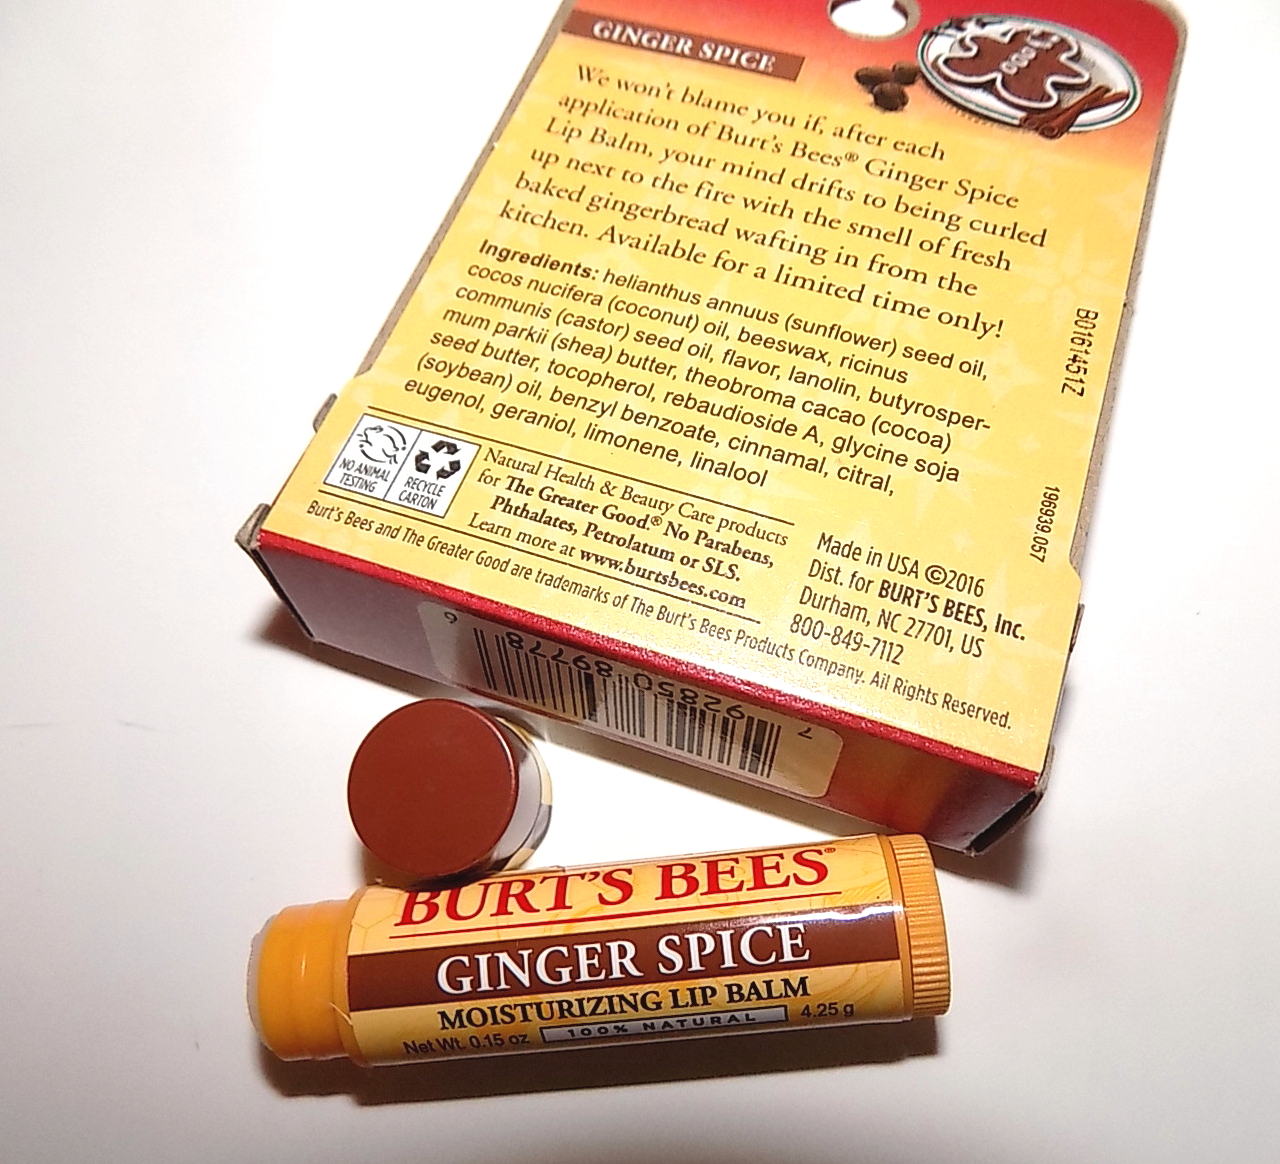 GINGER SPICE
We won't blame you if, after each
application of Burt's Bees® Ginger Spice
Lip Balm, your mind drifts to being curled
up next to the fire with the smell of fresh
baked gingerbread wafting in from the
kitchen. Available for a limited time only!
Ingredients: helianthus annuus (sunflower) seed oil,
cocos nucifera (coconut) oil, beeswax, ricinus
communis (castor) seed oil, flavor, lanolin, butyrosper-
mum parkii (shea) butter, theobroma cacao (cocoa)
seed butter, tocopherol, rebaudioside A, glycine soja
(soybean) oil, benzyl benzoate, cinnamal, citral,
eugenol, geraniol, limonene, linalool
B0161451Z
199939.057
NO ANIMAL
TESTING
RECYCLE
CARTON
Natural Health & Beauty Care products
for The Greater Good.® No Parabens,
Phthalates, Petrolatum or SLS.
Learn more at www.burtsbees.com
Made in USA ©2016
Dist. for BURT'S BEES, Inc.
Durham, NC 27701, US
800-849-7112
Burt's Bees and The Greater Good are trademarks of The Burt's Bees Products Company. All Rights Reserved.
7 92850 89778 9
BURT'S BEES®
GINGER SPICE
MOISTURIZING LIP BALM
Net Wt. 0.15 oz 100% NATURAL 4.25 g